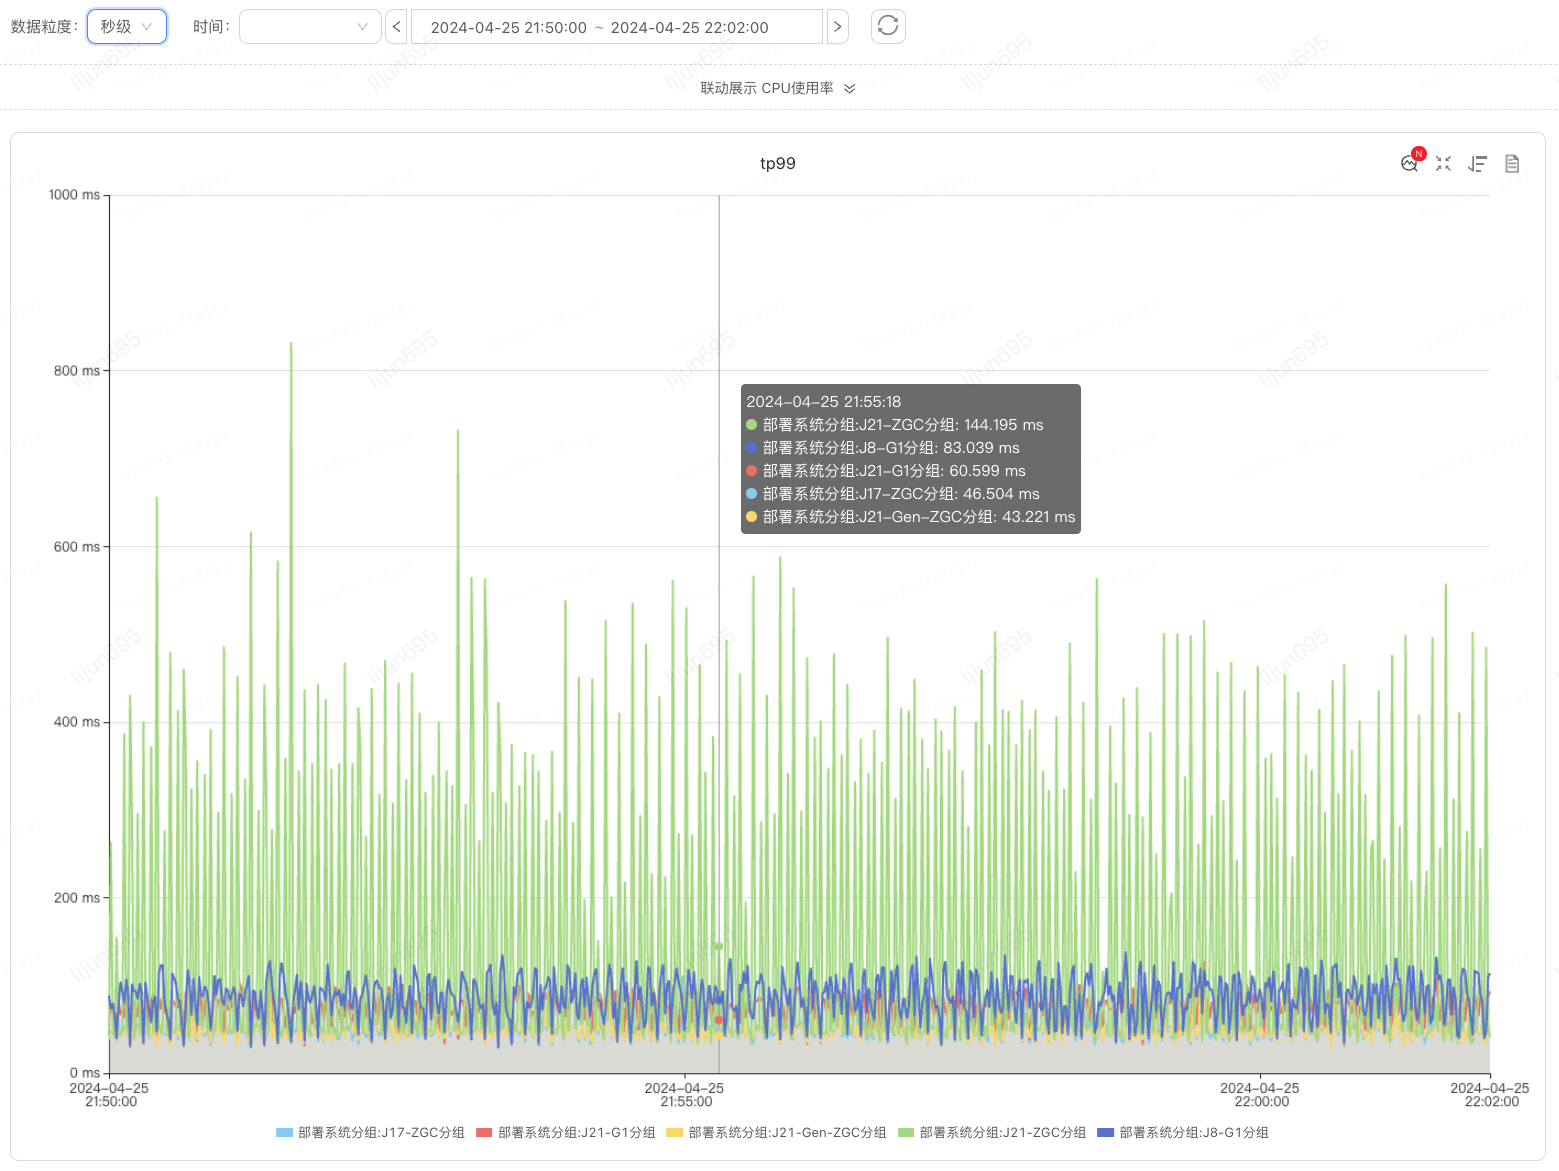 数据粒度： 秒级 时间： < 2024-04-25 21:50:00 ~ 2024-04-25 22:02:00 >
联动展示 CPU使用率
tp99
N
1000 ms
800 ms
600 ms
400 ms
200 ms
0 ms
2024-04-25 21:55:18
部署系统分组:J21-ZGC分组: 144.195 ms
部署系统分组:J8-G1分组: 83.039 ms
部署系统分组:J21-G1分组: 60.599 ms
部署系统分组:J17-ZGC分组: 46.504 ms
部署系统分组:J21-Gen-ZGC分组: 43.221 ms
2024-04-25
21:50:00
2024-04-25
21:55:00
2024-04-25
22:00:00
2024-04-25
22:02:00
部署系统分组:J17-ZGC分组 部署系统分组:J21-G1分组 部署系统分组:J21-Gen-ZGC分组 部署系统分组:J21-ZGC分组 部署系统分组:J8-G1分组
lijun695